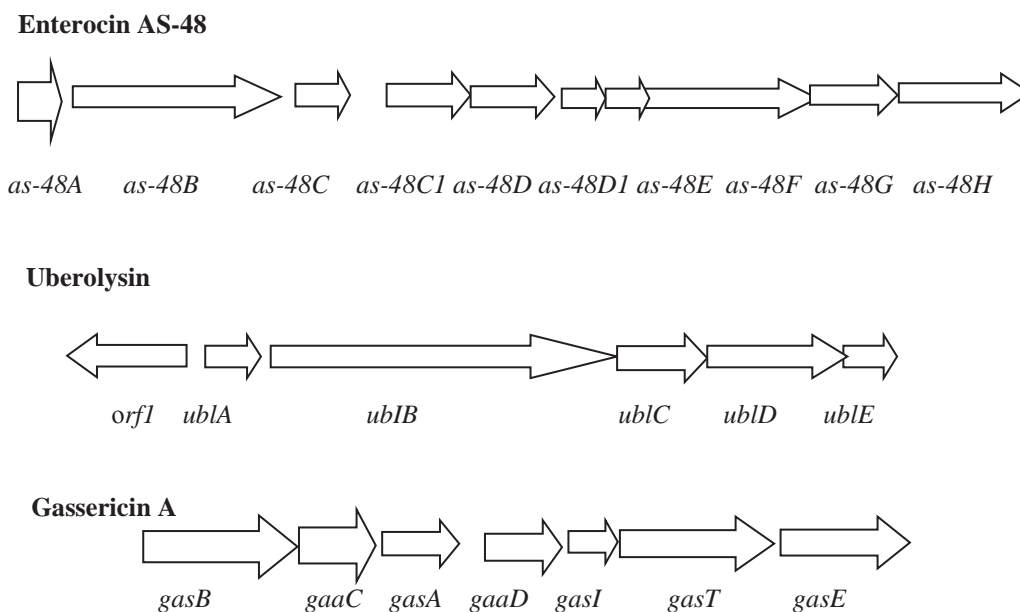 Enterocin AS-48
as-48A as-48B as-48C as-48C1 as-48D as-48D1 as-48E as-48F as-48G as-48H
Uberolysin
orf1 ublA ubIB ublC ublD ublE
Gassericin A
gasB gaaC gasA gaaD gasI gasT gasE